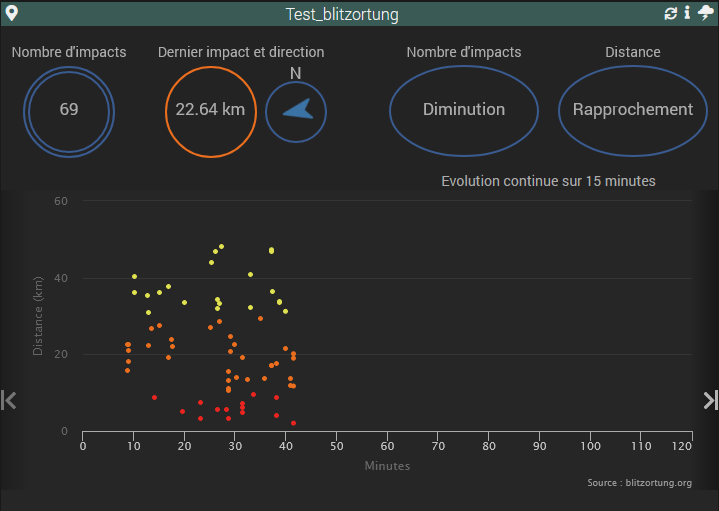 Test_blitzortung
Nombre d'impacts
Dernier impact et direction
Nombre d'impacts
Distance
N
69
22.64 km
Diminution
Rapprochement
Evolution continue sur 15 minutes
60
40
20
0
Distance (km)
0 10 20 30 40 50 60 70 80 90 100 110 120
Minutes
Source : blitzortung.org